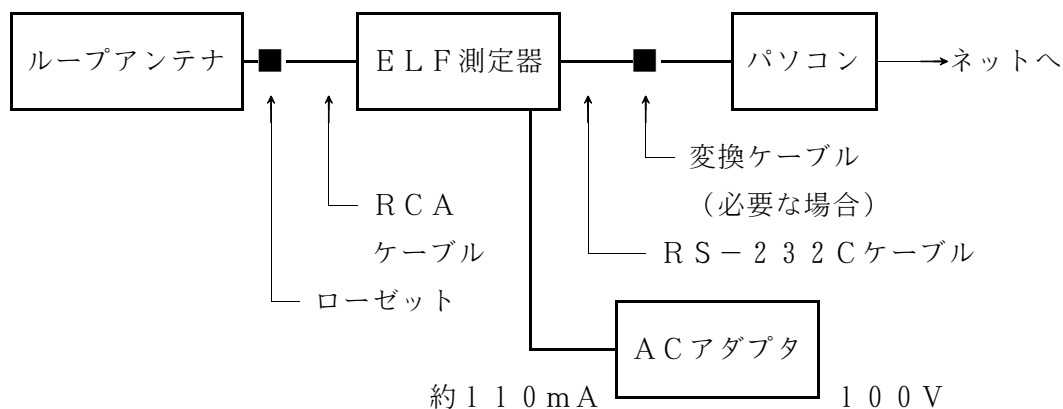 ループアンテナ
ELF測定器
パソコン
ネットへ
変換ケーブル
(必要な場合)
RCA
ケーブル
RS−232Cケーブル
ローゼット
ACアダプタ
約110mA
100V